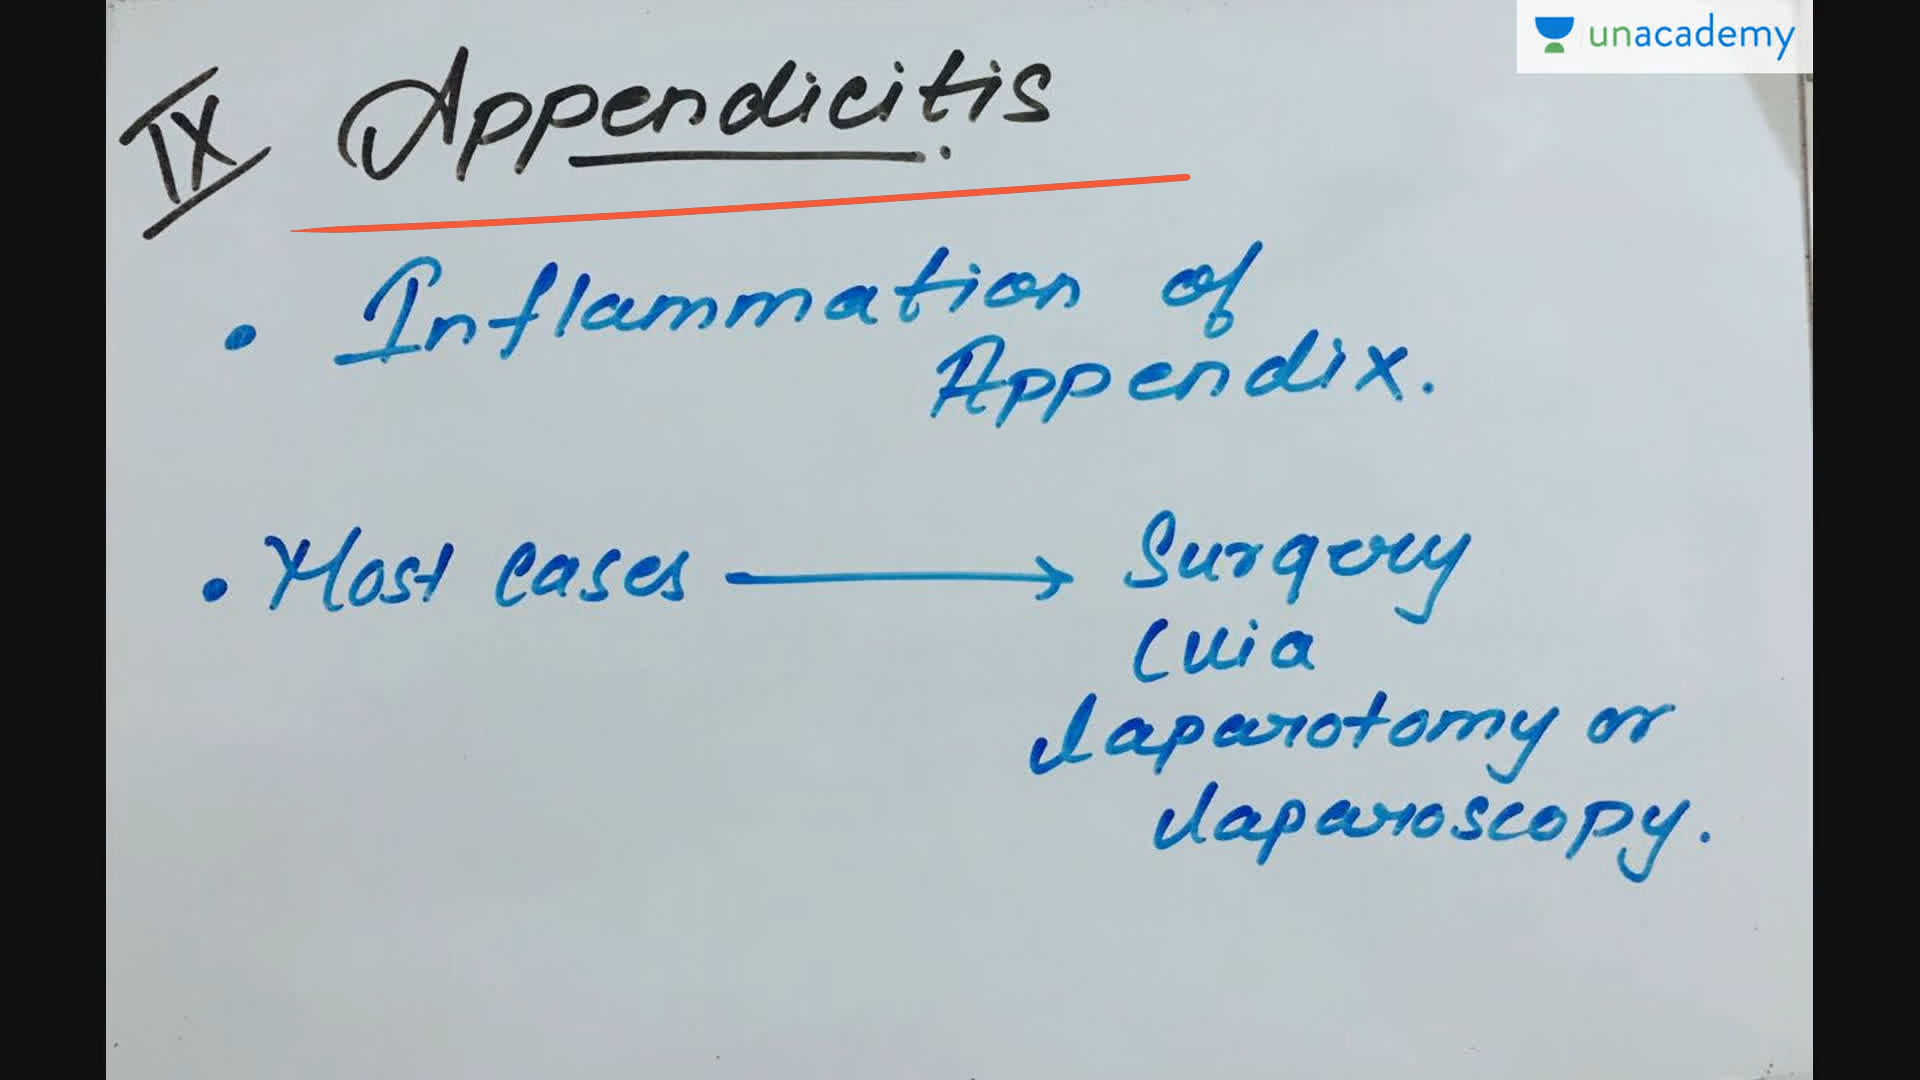 unacademy
IX Appendicitis
• Inflammation of
Appendix.
• Most cases → Surgery
(via
laparotomy or
laparoscopy.